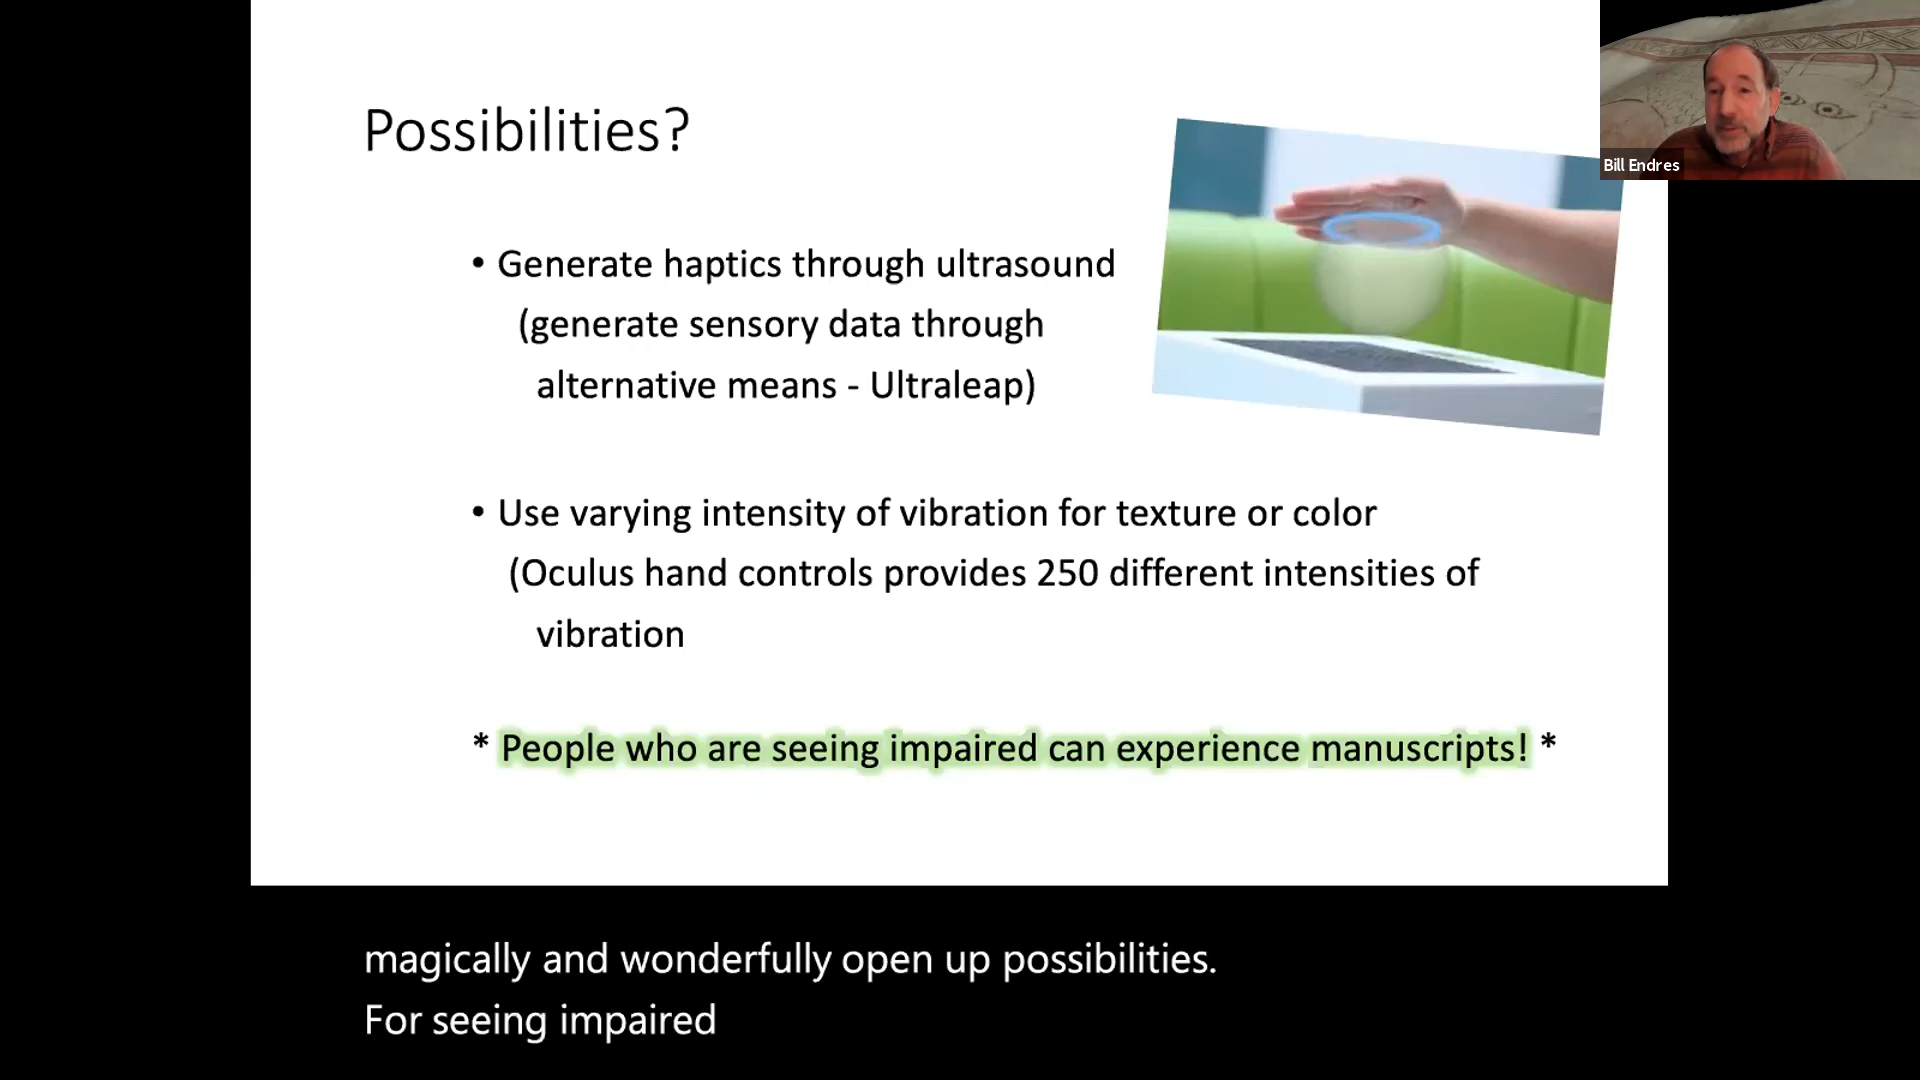 Possibilities?
• Generate haptics through ultrasound
(generate sensory data through
alternative means - Ultraleap)
• Use varying intensity of vibration for texture or color
(Oculus hand controls provides 250 different intensities of
vibration
* People who are seeing impaired can experience manuscripts! *
Bill Endres
magically and wonderfully open up possibilities.
For seeing impaired